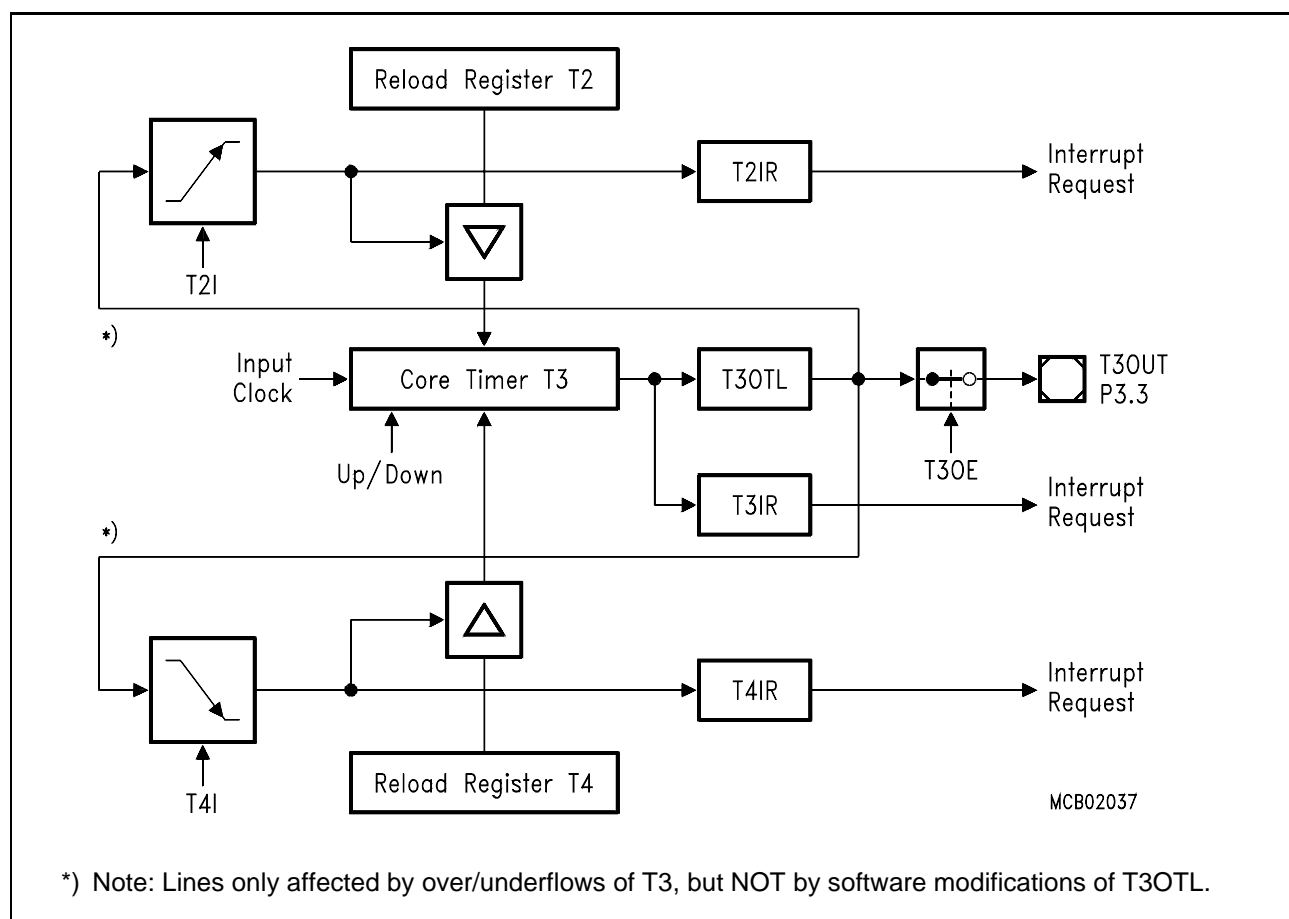 Reload Register T2
T2IR
Interrupt
Request
T2I
*)
Input
Clock
Core Timer T3
T3OTL
T3OUT
P3.3
Up/Down
T3OE
T3IR
Interrupt
Request
*)
T4IR
Interrupt
Request
T4I
Reload Register T4
MCB02037
*) Note: Lines only affected by over/underflows of T3, but NOT by software modifications of T3OTL.